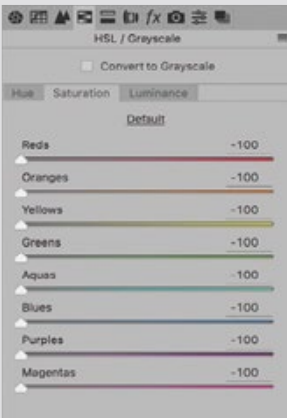 fx
HSL / Grayscale
Convert to Grayscale
Hue Saturation Luminance
Default
Reds -100
Oranges -100
Yellows -100
Greens -100
Aquas -100
Blues -100
Purples -100
Magentas -100